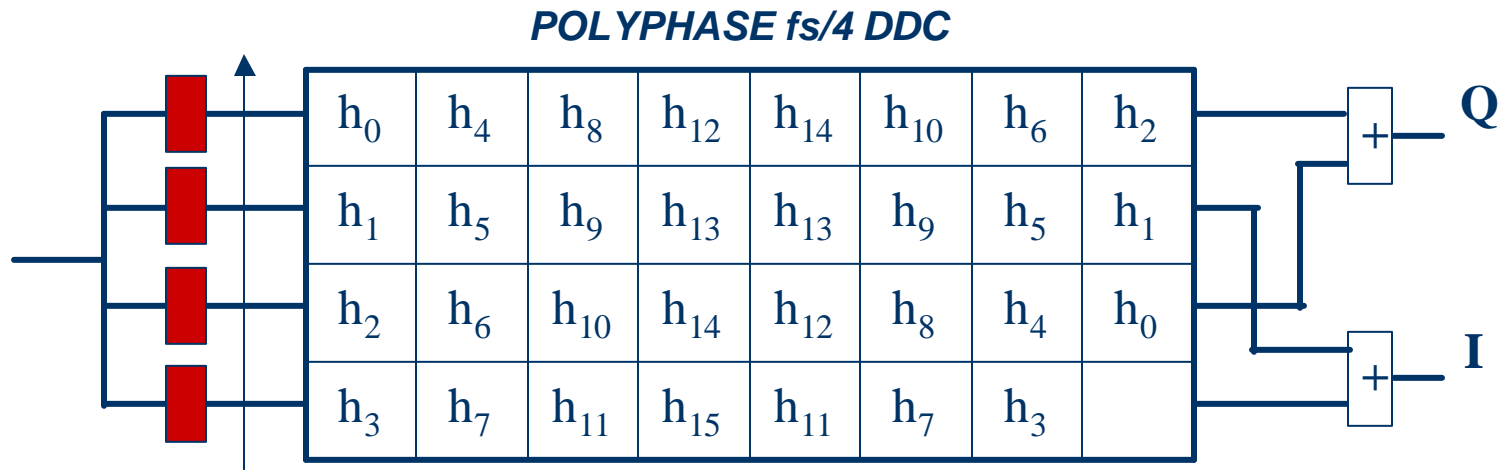 POLYPHASE fs/4 DDC
h₀ h₄ h₈ h₁₂ h₁₄ h₁₀ h₆ h₂
h₁ h₅ h₉ h₁₃ h₁₃ h₉ h₅ h₁
h₂ h₆ h₁₀ h₁₄ h₁₂ h₈ h₄ h₀
h₃ h₇ h₁₁ h₁₅ h₁₁ h₇ h₃
+ Q
+ I